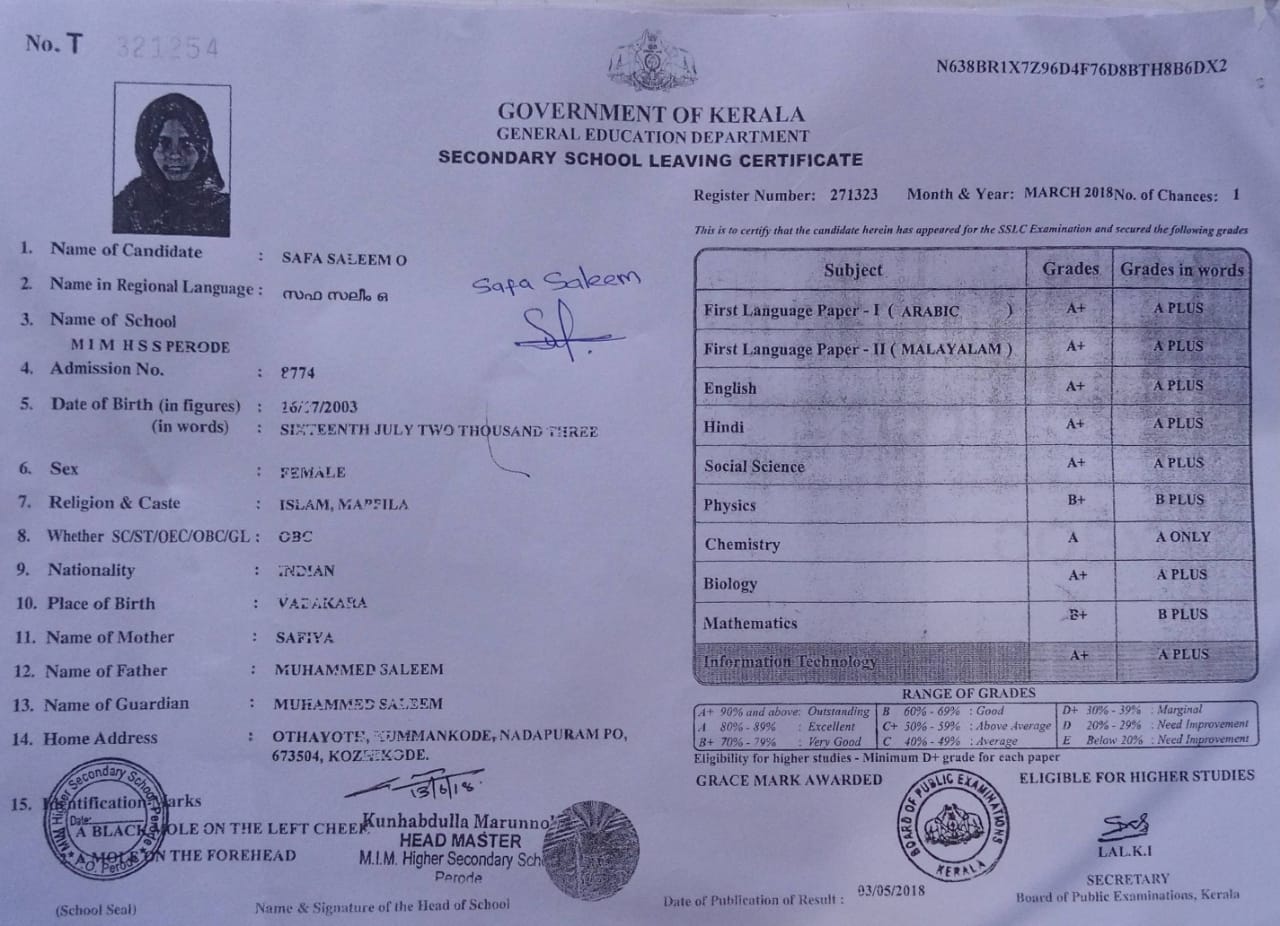 No. T 321254
N638BR1X7Z96D4F76D8BTH8B6DX2
GOVERNMENT OF KERALA
GENERAL EDUCATION DEPARTMENT
SECONDARY SCHOOL LEAVING CERTIFICATE
Register Number: 271323 Month & Year: MARCH 2018 No. of Chances: 1
This is to certify that the candidate herein has appeared for the SSLC Examination and secured the following grades
1. Name of Candidate : SAFA SALEEM O
2. Name in Regional Language : സഫ സലീം ഒ
Safa Saleem
3. Name of School
M I M H S S PERODE
4. Admission No. : 8774
5. Date of Birth (in figures) : 16/07/2003
(in words) : SIXTEENTH JULY TWO THOUSAND THREE
6. Sex : FEMALE
7. Religion & Caste : ISLAM, MAPPILA
8. Whether SC/ST/OEC/OBC/GL : OBC
9. Nationality : INDIAN
10. Place of Birth : VADAKARA
11. Name of Mother : SAFIYA
12. Name of Father : MUHAMMED SALEEM
13. Name of Guardian : MUHAMMED SALEEM
14. Home Address : OTHAYOTE, KUMMANKODE, NADAPURAM PO,
673504, KOZHIKODE.
15. Identification Marks
A BLACK MOLE ON THE LEFT CHEEK
A MOLE ON THE FOREHEAD
MIM Higher Secondary School, Perode
Date:
P.O. Perode
(School Seal)
13/6/18
Kunhabdulla Marunno
HEAD MASTER
M.I.M. Higher Secondary Sch
Perode
Name & Signature of the Head of School
Subject Grades Grades in words
First Language Paper - I ( ARABIC ) A+ A PLUS
First Language Paper - II ( MALAYALAM ) A+ A PLUS
English A+ A PLUS
Hindi A+ A PLUS
Social Science A+ A PLUS
Physics B+ B PLUS
Chemistry A A ONLY
Biology A+ A PLUS
Mathematics B+ B PLUS
Information Technology A+ A PLUS
RANGE OF GRADES
A+ 90% and above: Outstanding B 60% - 69% : Good D+ 30% - 39% : Marginal
A 80% - 89% : Excellent C+ 50% - 59% : Above Average D 20% - 29% : Need Improvement
B+ 70% - 79% : Very Good C 40% - 49% : Average E Below 20% : Need Improvement
Eligibility for higher studies - Minimum D+ grade for each paper
GRACE MARK AWARDED ELIGIBLE FOR HIGHER STUDIES
BOARD OF PUBLIC EXAMINATIONS
KERALA
LAL.K.I
SECRETARY
Board of Public Examinations, Kerala
Date of Publication of Result : 03/05/2018